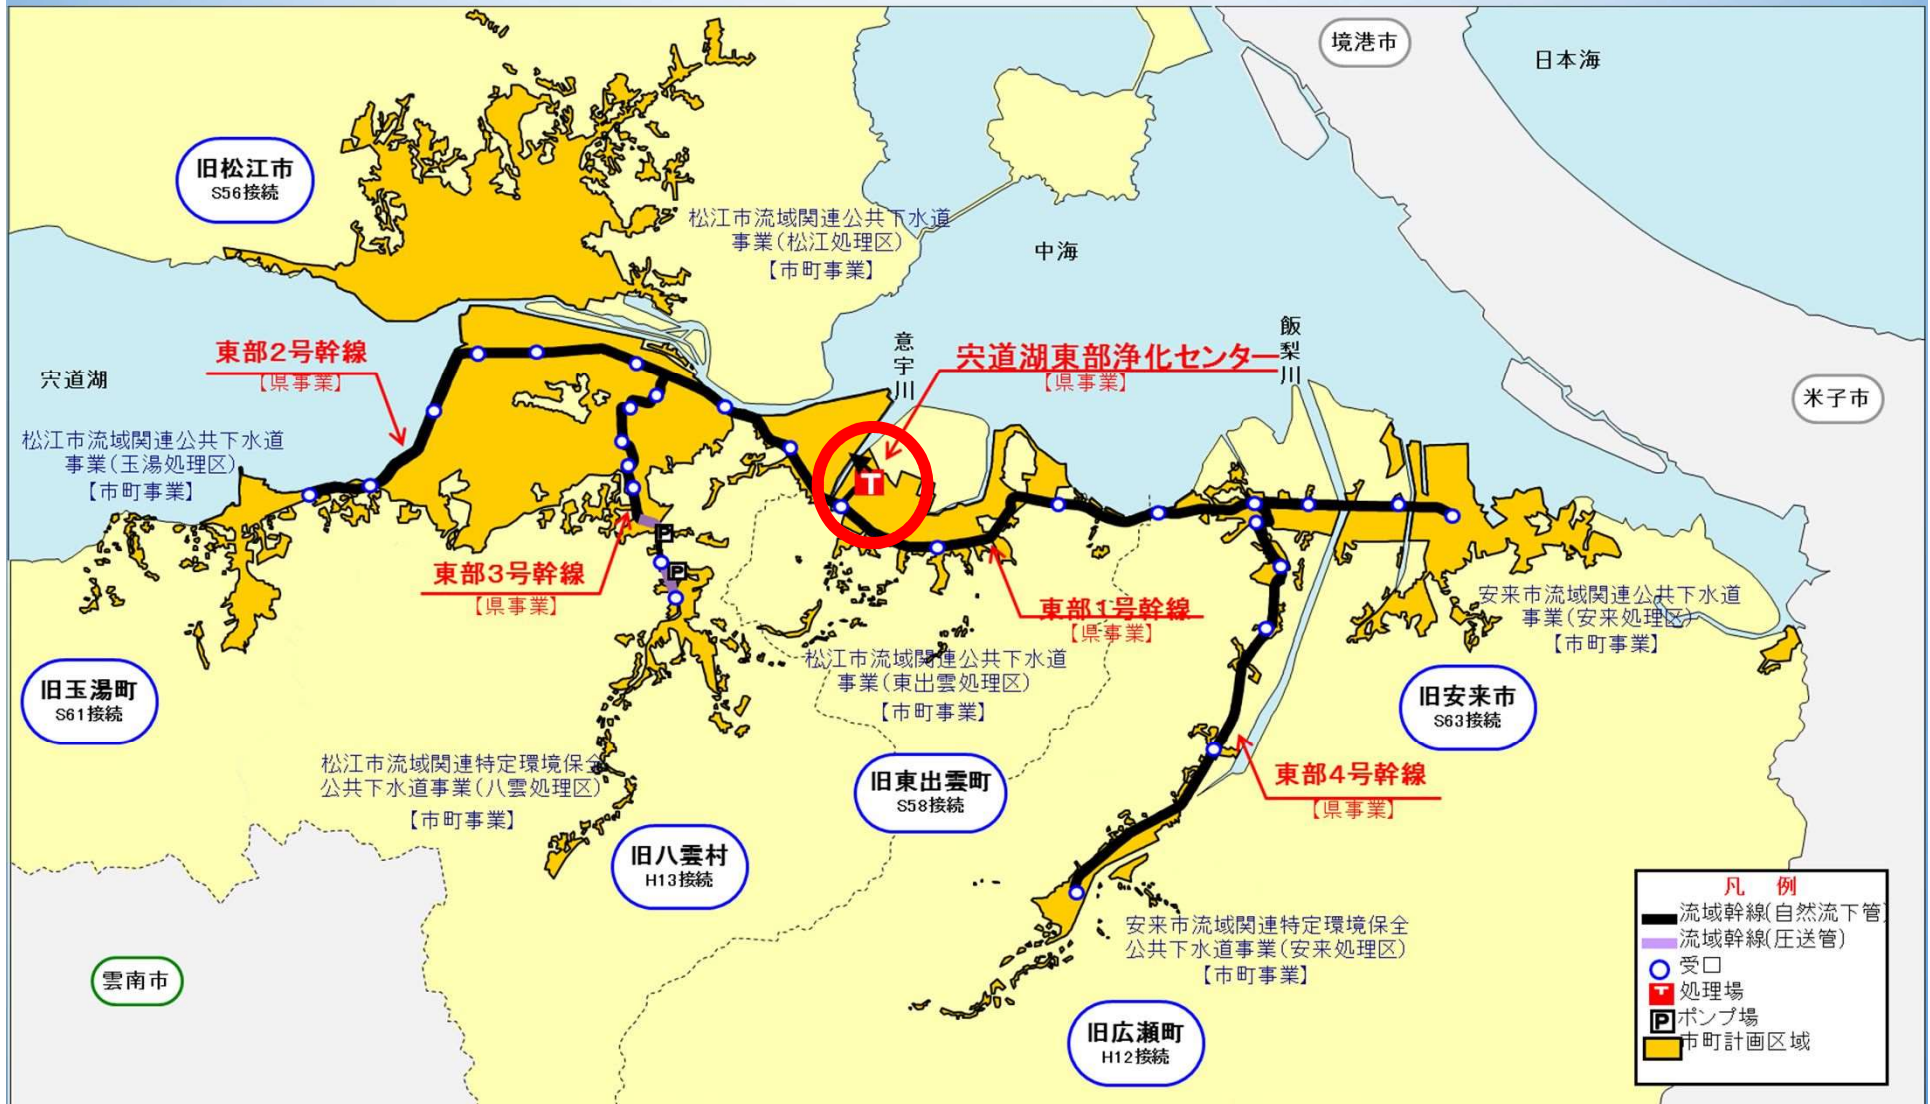 境港市
日本海
旧松江市
S56接続
松江市流域関連公共下水道
事業(松江処理区)
【市町事業】
中海
意宇川
飯梨川
東部2号幹線
【県事業】
宍道湖東部浄化センター
【県事業】
宍道湖
米子市
松江市流域関連公共下水道
事業(玉湯処理区)
【市町事業】
T
P
P
東部3号幹線
【県事業】
東部1号幹線
【県事業】
安来市流域関連公共下水道
事業(安来処理区)
【市町事業】
松江市流域関連公共下水道
事業(東出雲処理区)
【市町事業】
旧玉湯町
S61接続
旧安来市
S63接続
松江市流域関連特定環境保全
公共下水道事業(八雲処理区)
【市町事業】
旧東出雲町
S58接続
東部4号幹線
【県事業】
旧八雲村
H13接続
安来市流域関連特定環境保全
公共下水道事業(安来処理区)
【市町事業】
雲南市
旧広瀬町
H12接続
凡 例
流域幹線(自然流下管)
流域幹線(圧送管)
受口
T 処理場
P ポンプ場
市町計画区域